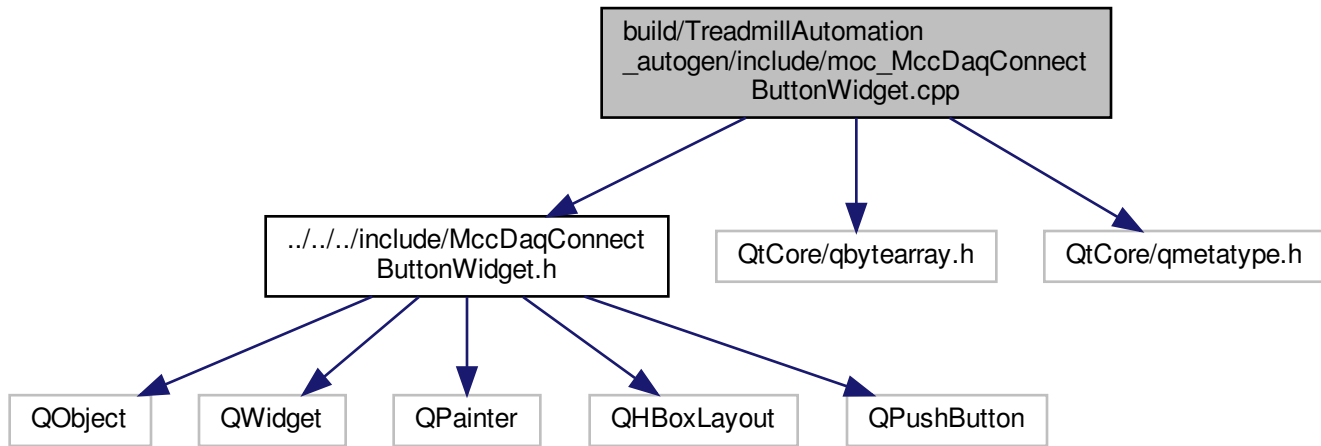 build/TreadmillAutomation
_autogen/include/moc_MccDaqConnect
ButtonWidget.cpp
../../../include/MccDaqConnect
ButtonWidget.h
QtCore/qbytearray.h
QtCore/qmetatype.h
QObject
QWidget
QPainter
QHBoxLayout
QPushButton